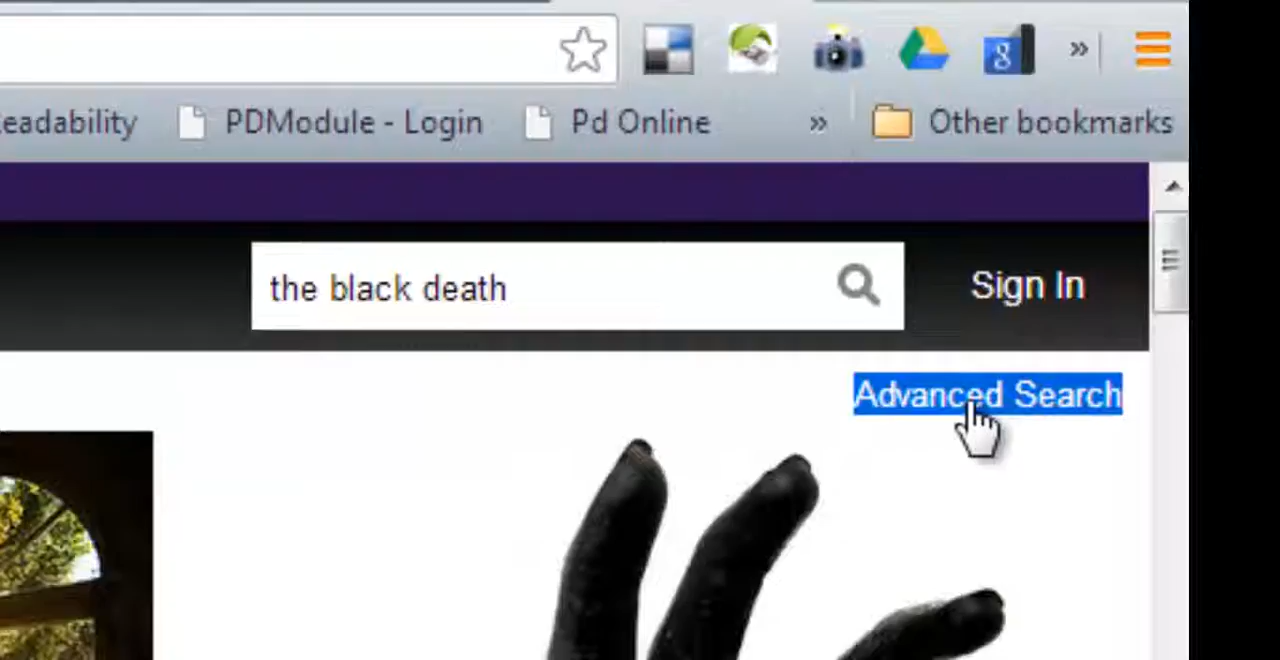 eadability PDModule - Login Pd Online » Other bookmarks
the black death Sign In
Advanced Search